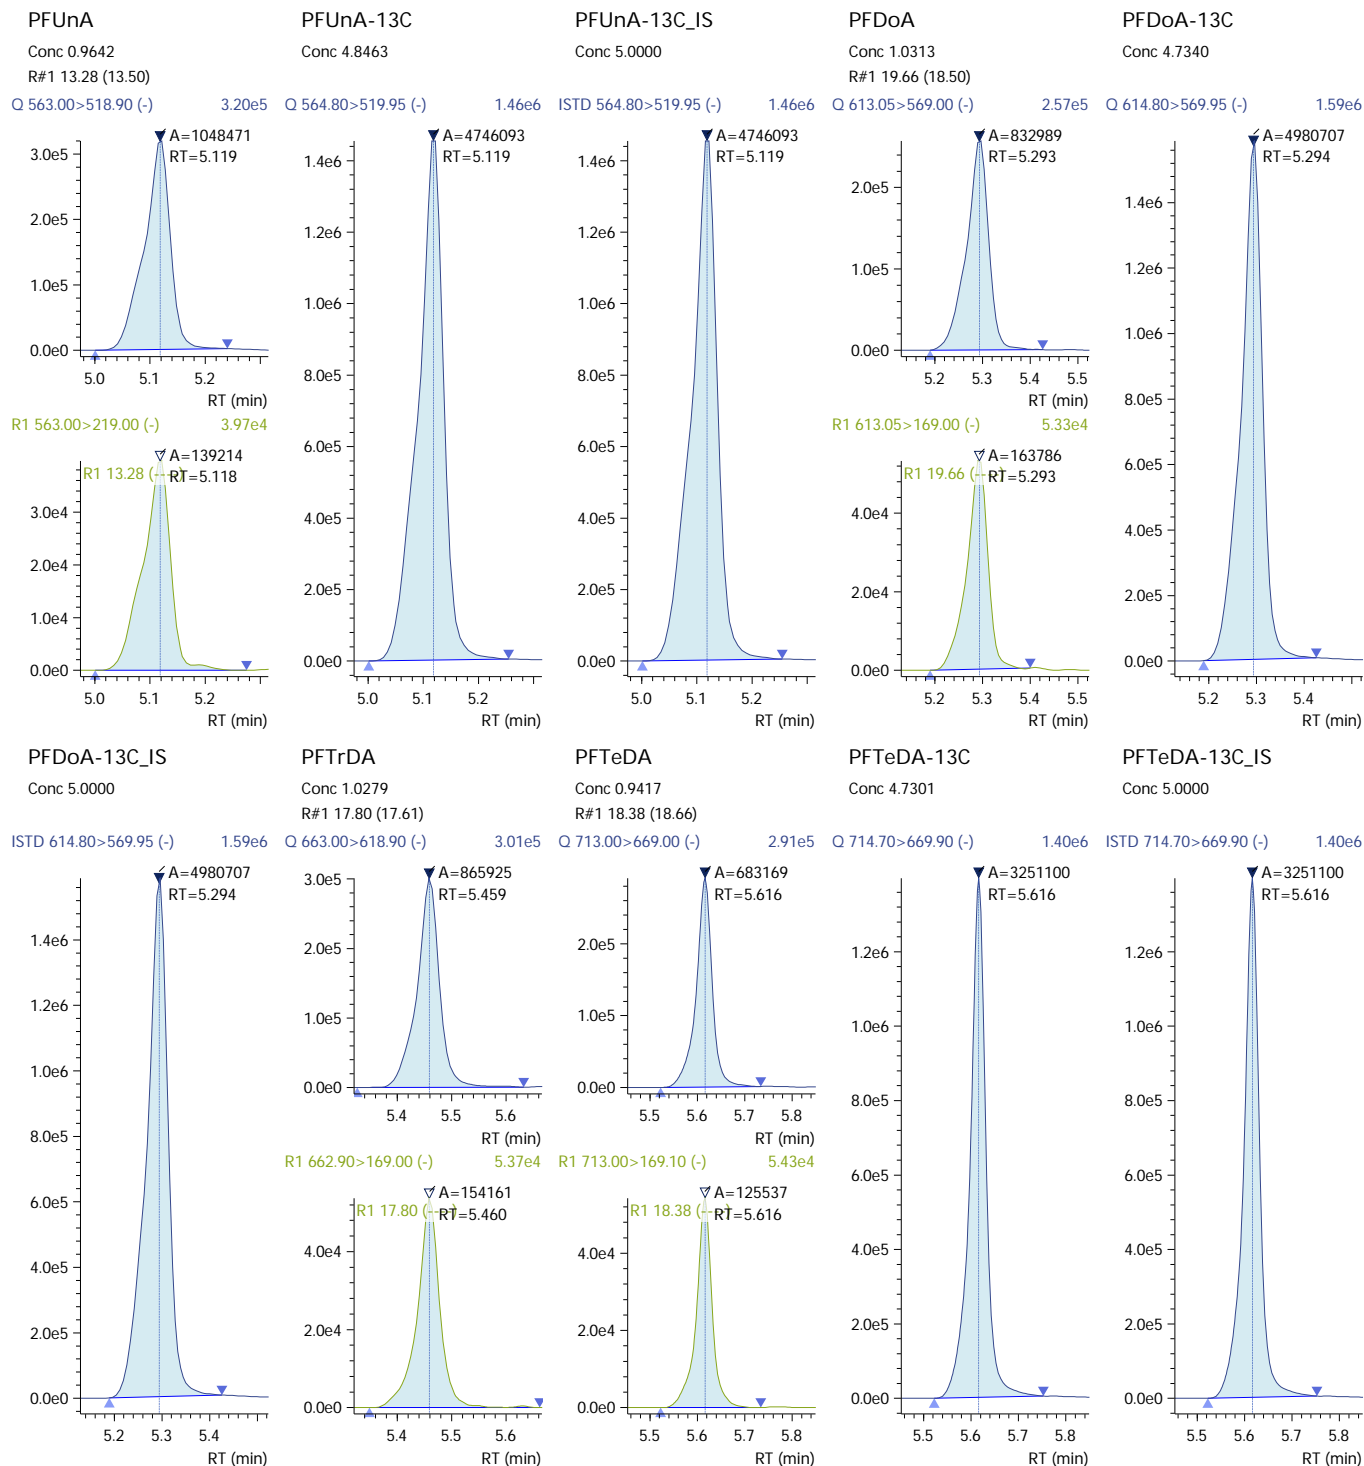 PFUnA
Conc 0.9642
R#1 13.28 (13.50)
Q 563.00>518.90 (-) 3.20e5
A=1048471
RT=5.119
3.0e5
2.0e5
1.0e5
0.0e0
5.0 5.1 5.2
RT (min)
R1 563.00>219.00 (-) 3.97e4
A=139214
R1 13.28 (----)
RT=5.118
3.0e4
2.0e4
1.0e4
0.0e0
5.0 5.1 5.2
RT (min)
PFUnA-13C
Conc 4.8463
Q 564.80>519.95 (-) 1.46e6
A=4746093
RT=5.119
1.4e6
1.2e6
1.0e6
8.0e5
6.0e5
4.0e5
2.0e5
0.0e0
5.0 5.1 5.2
RT (min)
PFUnA-13C_IS
Conc 5.0000
ISTD 564.80>519.95 (-) 1.46e6
A=4746093
RT=5.119
1.4e6
1.2e6
1.0e6
8.0e5
6.0e5
4.0e5
2.0e5
0.0e0
5.0 5.1 5.2
RT (min)
PFDoA
Conc 1.0313
R#1 19.66 (18.50)
Q 613.05>569.00 (-) 2.57e5
A=832989
RT=5.293
2.0e5
1.0e5
0.0e0
5.2 5.3 5.4 5.5
RT (min)
R1 613.05>169.00 (-) 5.33e4
A=163786
R1 19.66 (----)
RT=5.293
4.0e4
2.0e4
0.0e0
5.2 5.3 5.4 5.5
RT (min)
PFDoA-13C
Conc 4.7340
Q 614.80>569.95 (-) 1.59e6
A=4980707
RT=5.294
1.4e6
1.2e6
1.0e6
8.0e5
6.0e5
4.0e5
2.0e5
0.0e0
5.2 5.3 5.4
RT (min)
PFDoA-13C_IS
Conc 5.0000
ISTD 614.80>569.95 (-) 1.59e6
A=4980707
RT=5.294
1.4e6
1.2e6
1.0e6
8.0e5
6.0e5
4.0e5
2.0e5
0.0e0
5.2 5.3 5.4
RT (min)
PFTrDA
Conc 1.0279
R#1 17.80 (17.61)
Q 663.00>618.90 (-) 3.01e5
A=865925
RT=5.459
3.0e5
2.0e5
1.0e5
0.0e0
5.4 5.5 5.6
RT (min)
R1 662.90>169.00 (-) 5.37e4
A=154161
R1 17.80 (----)
RT=5.460
4.0e4
2.0e4
0.0e0
5.4 5.5 5.6
RT (min)
PFTeDA
Conc 0.9417
R#1 18.38 (18.66)
Q 713.00>669.00 (-) 2.91e5
A=683169
RT=5.616
2.0e5
1.0e5
0.0e0
5.5 5.6 5.7 5.8
RT (min)
R1 713.00>169.10 (-) 5.43e4
A=125537
R1 18.38 (----)
RT=5.616
4.0e4
2.0e4
0.0e0
5.5 5.6 5.7 5.8
RT (min)
PFTeDA-13C
Conc 4.7301
Q 714.70>669.90 (-) 1.40e6
A=3251100
RT=5.616
1.2e6
1.0e6
8.0e5
6.0e5
4.0e5
2.0e5
0.0e0
5.5 5.6 5.7 5.8
RT (min)
PFTeDA-13C_IS
Conc 5.0000
ISTD 714.70>669.90 (-) 1.40e6
A=3251100
RT=5.616
1.2e6
1.0e6
8.0e5
6.0e5
4.0e5
2.0e5
0.0e0
5.5 5.6 5.7 5.8
RT (min)